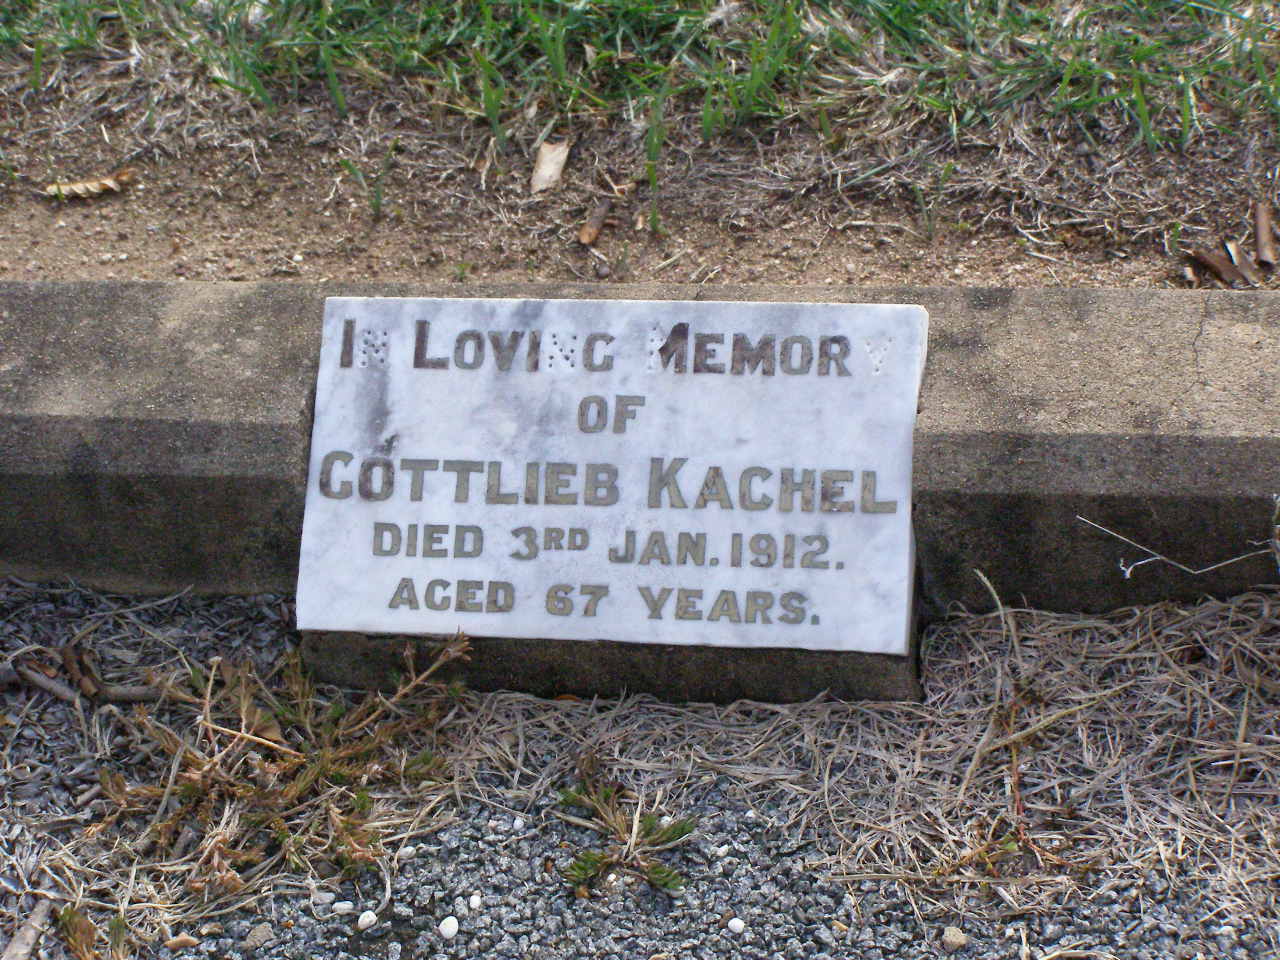 IN LOVING MEMORY
OF
GOTTLIEB KACHEL
DIED 3RD JAN. 1912.
AGED 67 YEARS.